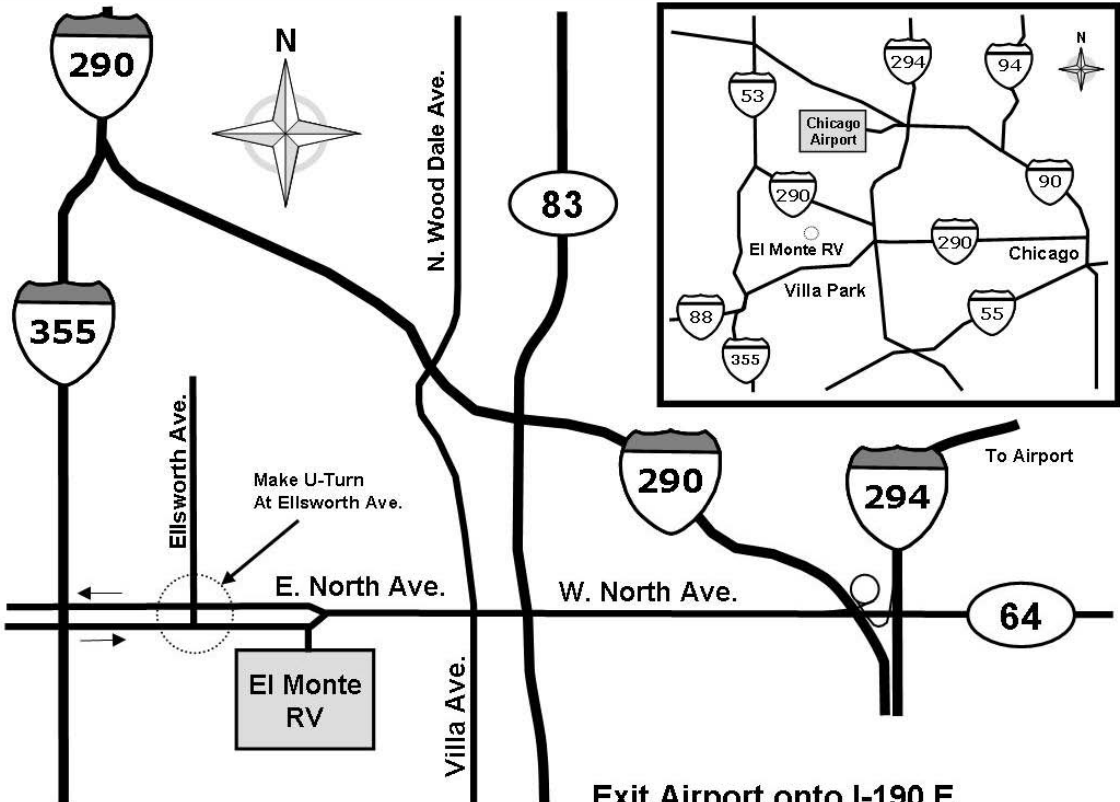 290
N
N. Wood Dale Ave.
83
355
Ellsworth Ave.
Make U-Turn
At Ellsworth Ave.
E. North Ave.
W. North Ave.
El Monte
RV
Villa Ave.
290
294
To Airport
64
Exit Airport onto I-190 E
53
294
94
N
Chicago
Airport
290
90
El Monte RV
290
Chicago
Villa Park
88
55
355